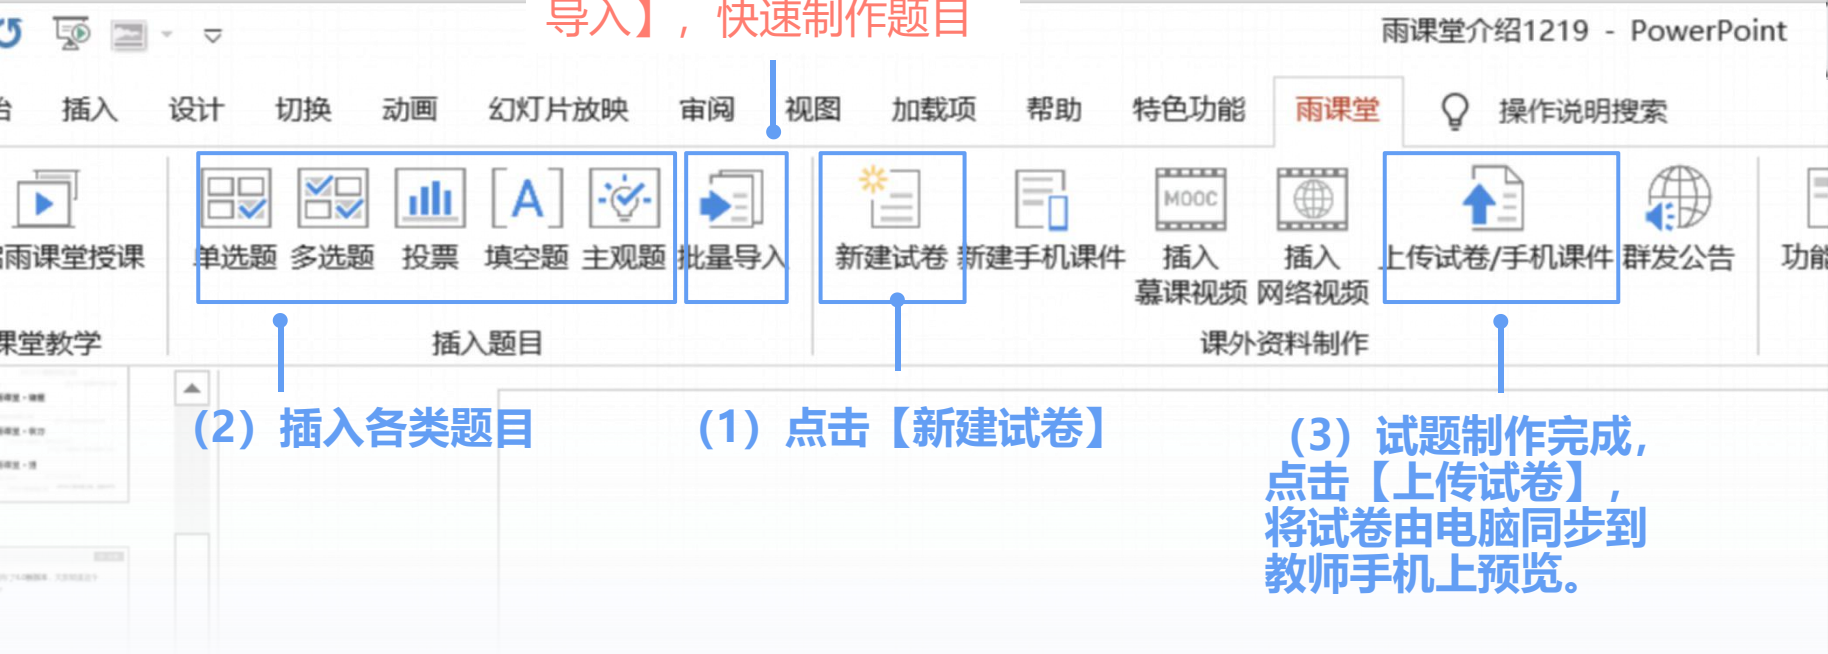 导入】，快速制作题目
雨课堂介绍1219 - PowerPoint
插入 设计 切换 动画 幻灯片放映 审阅 视图 加载项 帮助 特色功能 雨课堂 操作说明搜索
MOOC
雨课堂授课 单选题 多选题 投票 填空题 主观题 批量导入 新建试卷 新建手机课件 插入 插入 上传试卷/手机课件 群发公告 功能
慕课视频 网络视频
课堂教学 插入题目 课外资料制作
（2）插入各类题目
（1）点击【新建试卷】
（3）试题制作完成，
点击【上传试卷】，
将试卷由电脑同步到
教师手机上预览。